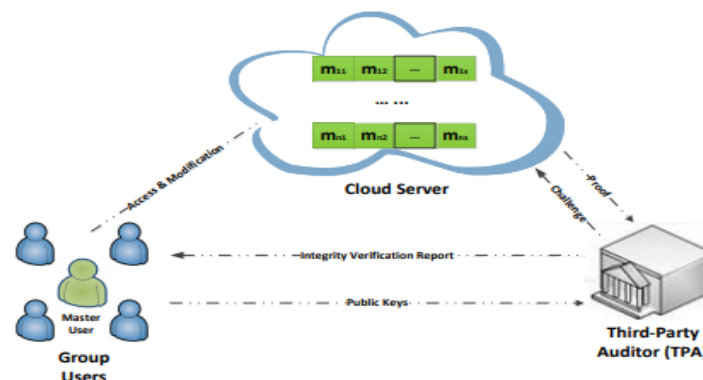 m11 m12 ... m1s
... ...
mn1 mn2 ... mns
Cloud Server
Access & Modification
Proof
Challenge
Integrity Verification Report
Public Keys
Master
User
Group
Users
Third-Party
Auditor (TPA)